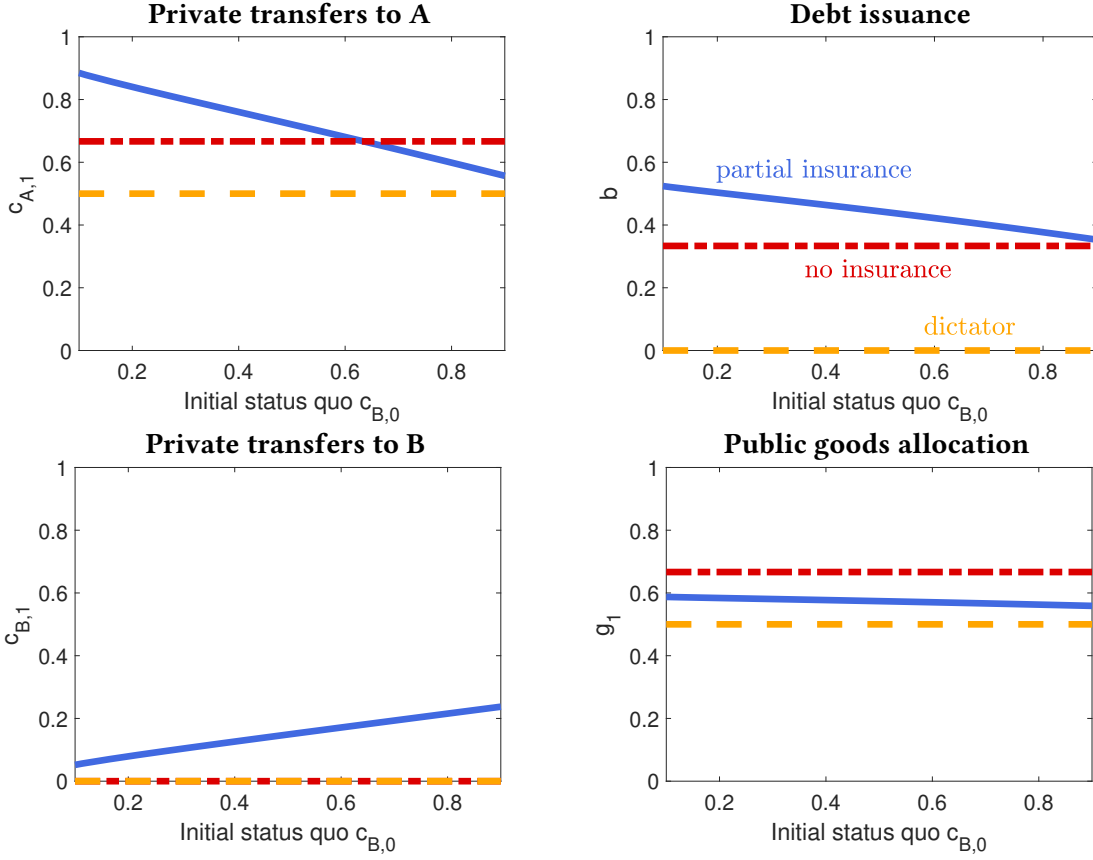 Private transfers to A
1
0.8
0.6
0.4
0.2
0
c_{A,1}
0.2 0.4 0.6 0.8
Initial status quo c_{B,0}
Debt issuance
1
0.8
0.6
0.4
0.2
0
b
partial insurance
no insurance
dictator
0.2 0.4 0.6 0.8
Initial status quo c_{B,0}
Private transfers to B
1
0.8
0.6
0.4
0.2
0
c_{B,1}
0.2 0.4 0.6 0.8
Initial status quo c_{B,0}
Public goods allocation
1
0.8
0.6
0.4
0.2
0
g_1
0.2 0.4 0.6 0.8
Initial status quo c_{B,0}